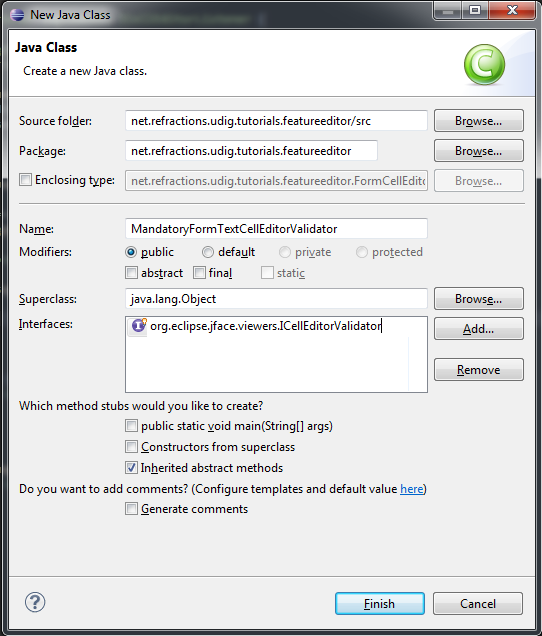 New Java Class
Java Class
Create a new Java class.
C
Source folder: net.refractions.udig.tutorials.featureeditor/src Browse...
Package: net.refractions.udig.tutorials.featureeditor Browse...
Enclosing type: net.refractions.udig.tutorials.featureeditor.FormCellEdito Browse...
Name: MandatoryFormTextCellEditorValidator
Modifiers: public default private protected
abstract final static
Superclass: java.lang.Object Browse...
Interfaces: org.eclipse.jface.viewers.ICellEditorValidator Add...
Remove
Which method stubs would you like to create?
public static void main(String[] args)
Constructors from superclass
Inherited abstract methods
Do you want to add comments? (Configure templates and default value here)
Generate comments
? Finish Cancel